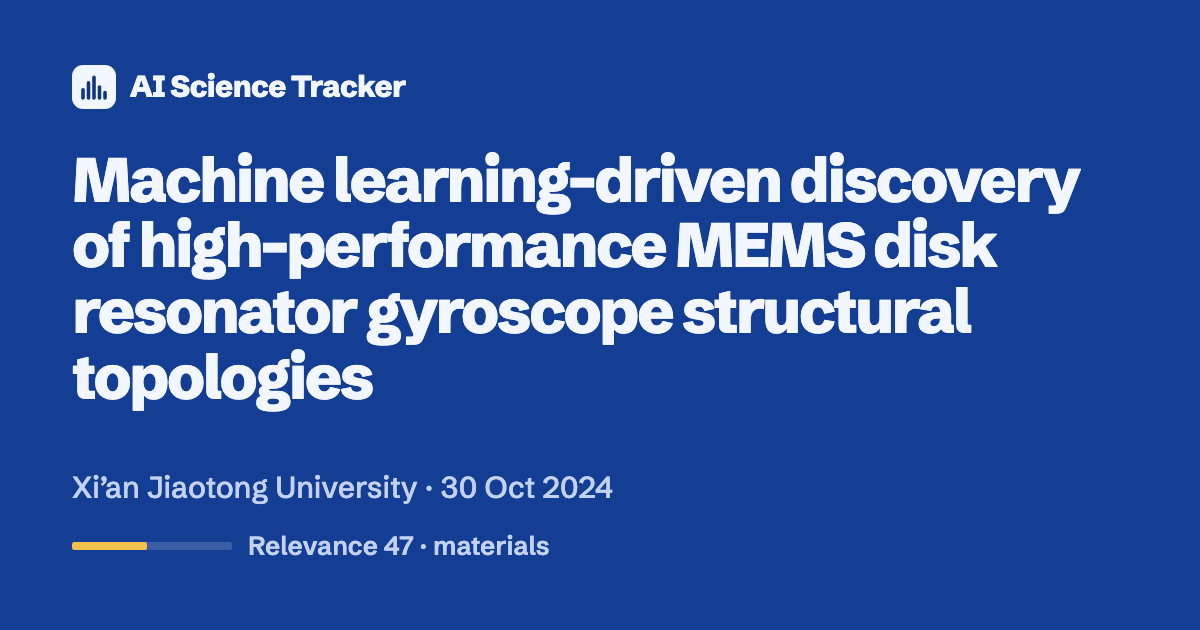 AI Science Tracker
Machine learning-driven discovery
of high-performance MEMS disk
resonator gyroscope structural
topologies
Xi’an Jiaotong University · 30 Oct 2024
Relevance 47 · materials